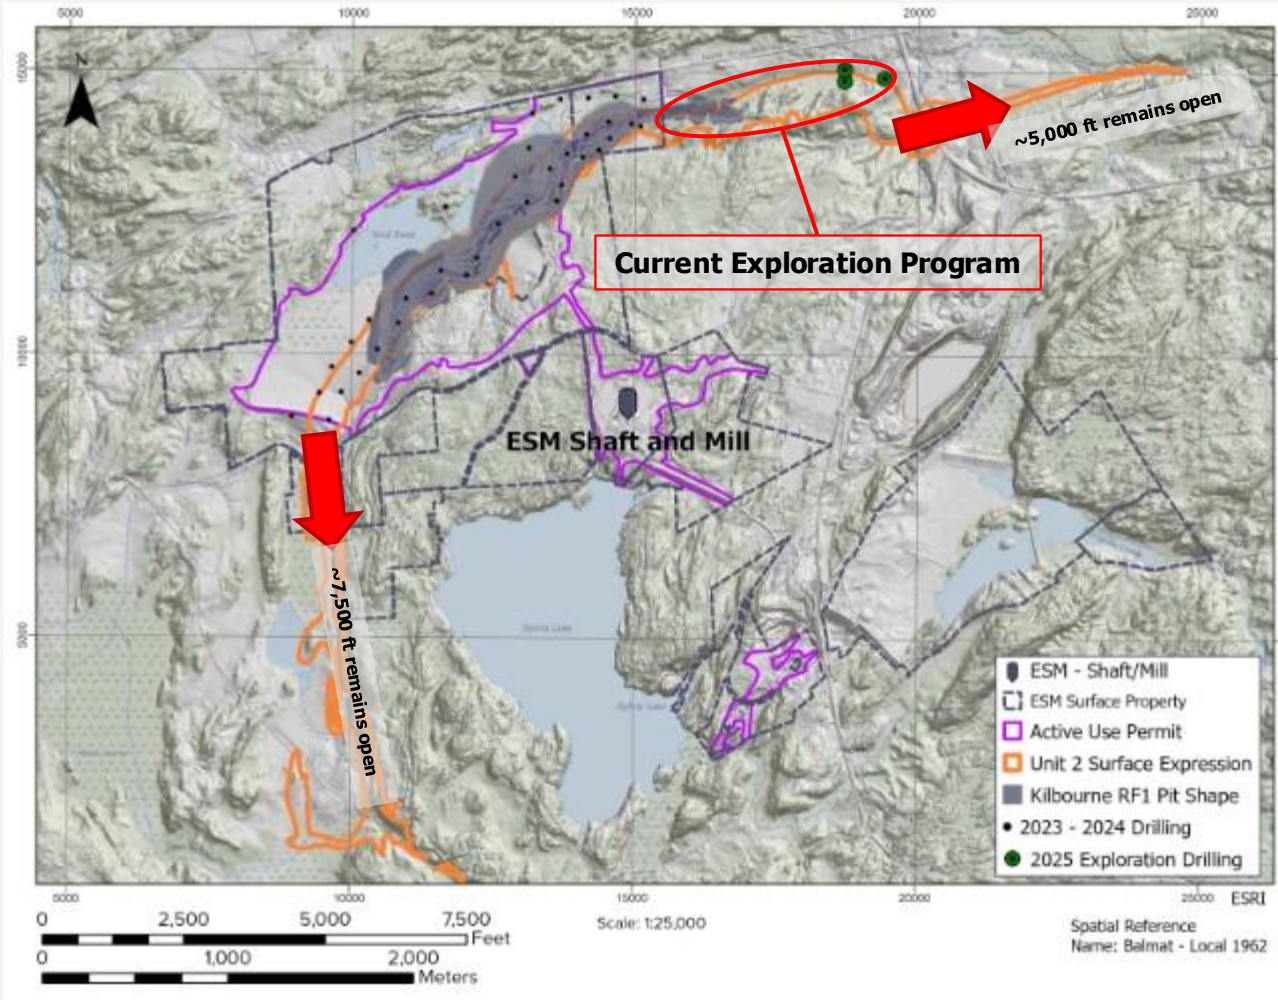 5000 10000 15000 20000 25000
N
15000
~5,000 ft remains open
Current Exploration Program
10000
ESM Shaft and Mill
~7,500 ft remains open
5000
Sylvia Lake
Sylvia Lake
ESM - Shaft/Mill
ESM Surface Property
Active Use Permit
Unit 2 Surface Expression
Kilbourne RF1 Pit Shape
2023 - 2024 Drilling
2025 Exploration Drilling
5000 10000 15000 20000 25000
ESRI
0 2,500 5,000 7,500
Feet
0 1,000 2,000
Meters
Scale: 1:25,000
Spatial Reference
Name: Balmat - Local 1962